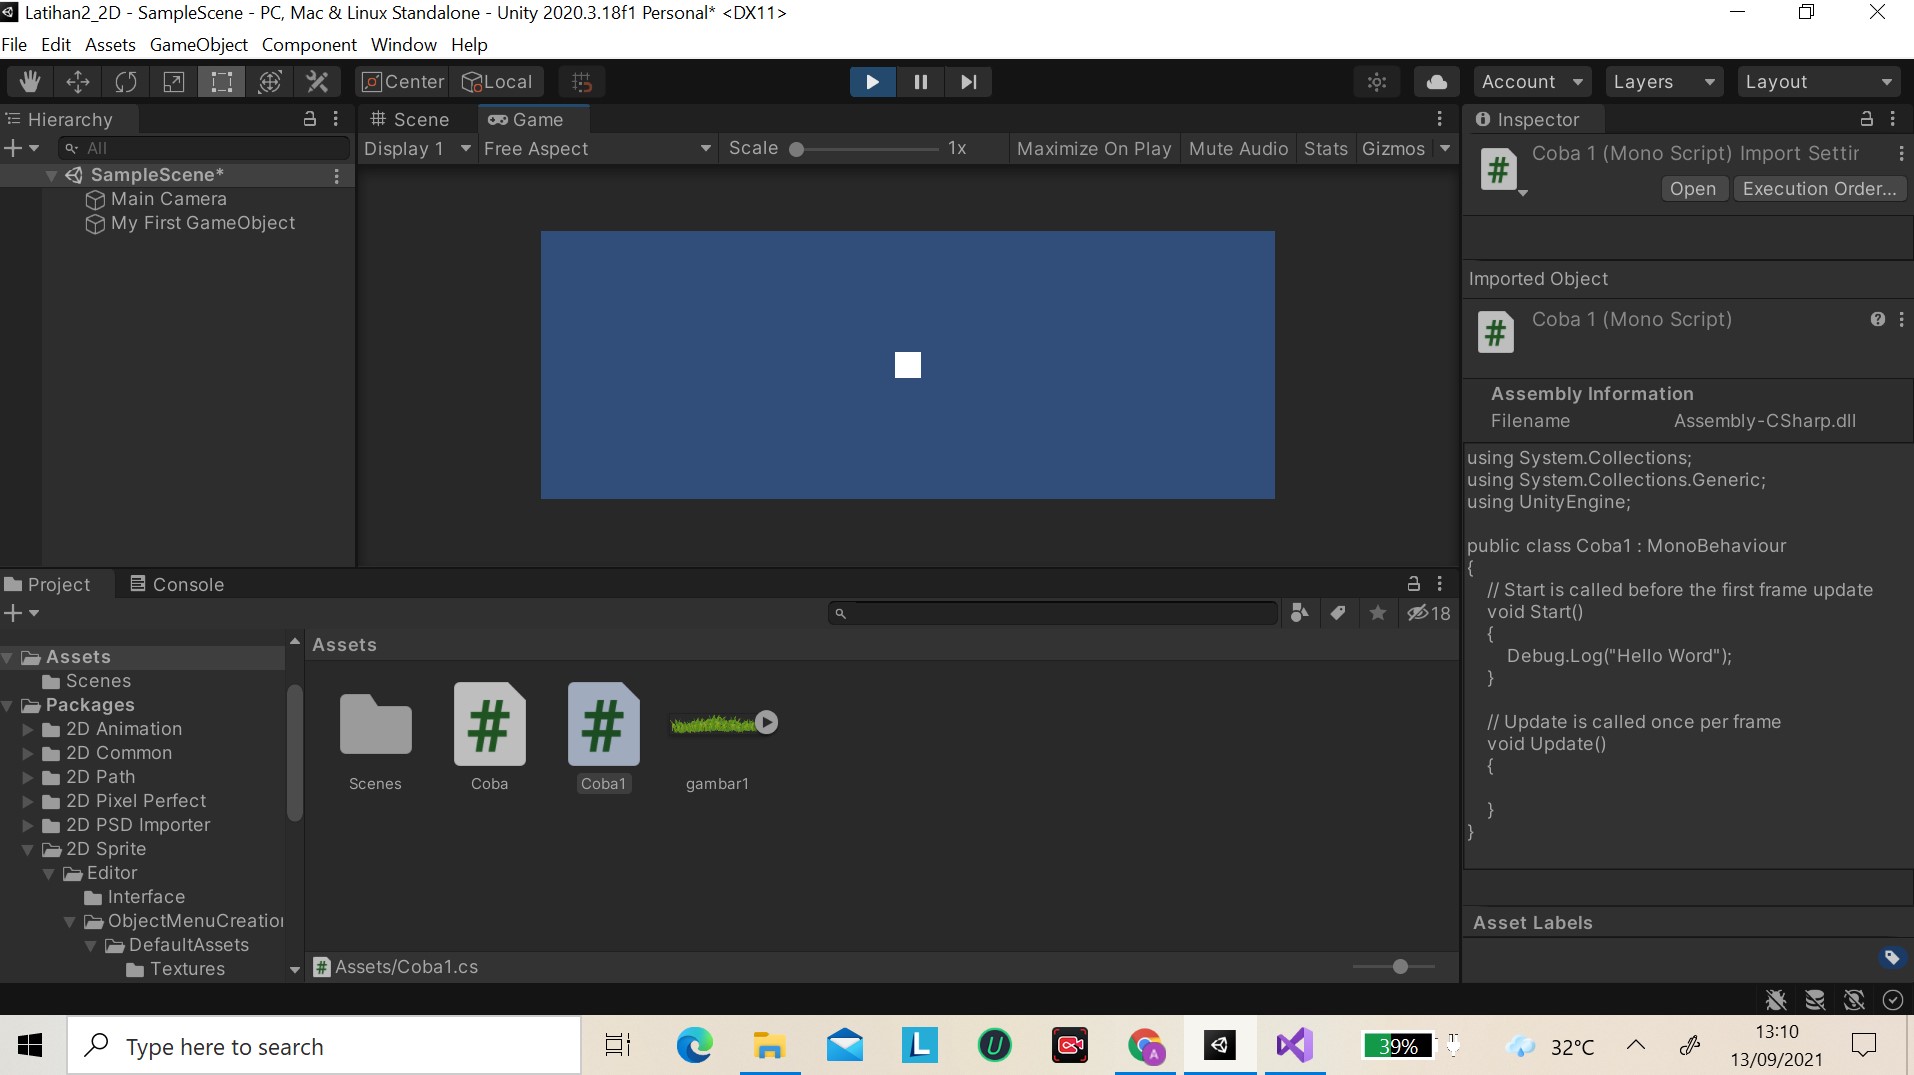 Latihan2_2D - SampleScene - PC, Mac & Linux Standalone - Unity 2020.3.18f1 Personal* <DX11>
File Edit Assets GameObject Component Window Help
Center Local Account Layers Layout
Hierarchy
All
SampleScene*
Main Camera
My First GameObject
Scene Game
Display 1 Free Aspect Scale 1x Maximize On Play Mute Audio Stats Gizmos
Inspector
Coba 1 (Mono Script) Import Settir
Open Execution Order...
Imported Object
Coba 1 (Mono Script)
Assembly Information
Filename Assembly-CSharp.dll
using System.Collections;
using System.Collections.Generic;
using UnityEngine;
public class Coba1 : MonoBehaviour
{
// Start is called before the first frame update
void Start()
{
Debug.Log("Hello Word");
}
// Update is called once per frame
void Update()
{
}
}
Asset Labels
Project Console
18
Assets
Scenes
Packages
2D Animation
2D Common
2D Path
2D Pixel Perfect
2D PSD Importer
2D Sprite
Editor
Interface
ObjectMenuCreation
DefaultAssets
Textures
Assets
Scenes Coba Coba1 gambar1
Assets/Coba1.cs
Type here to search
39%
32°C
13:10
13/09/2021